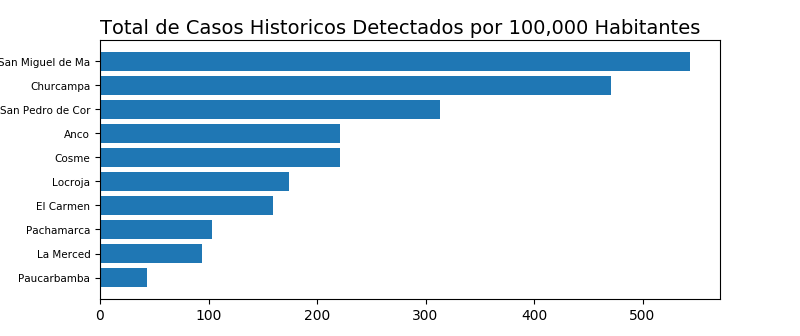 Total de Casos Historicos Detectados por 100,000 Habitantes
San Miguel de Ma
Churcampa
San Pedro de Cor
Anco
Cosme
Locroja
El Carmen
Pachamarca
La Merced
Paucarbamba
0 100 200 300 400 500